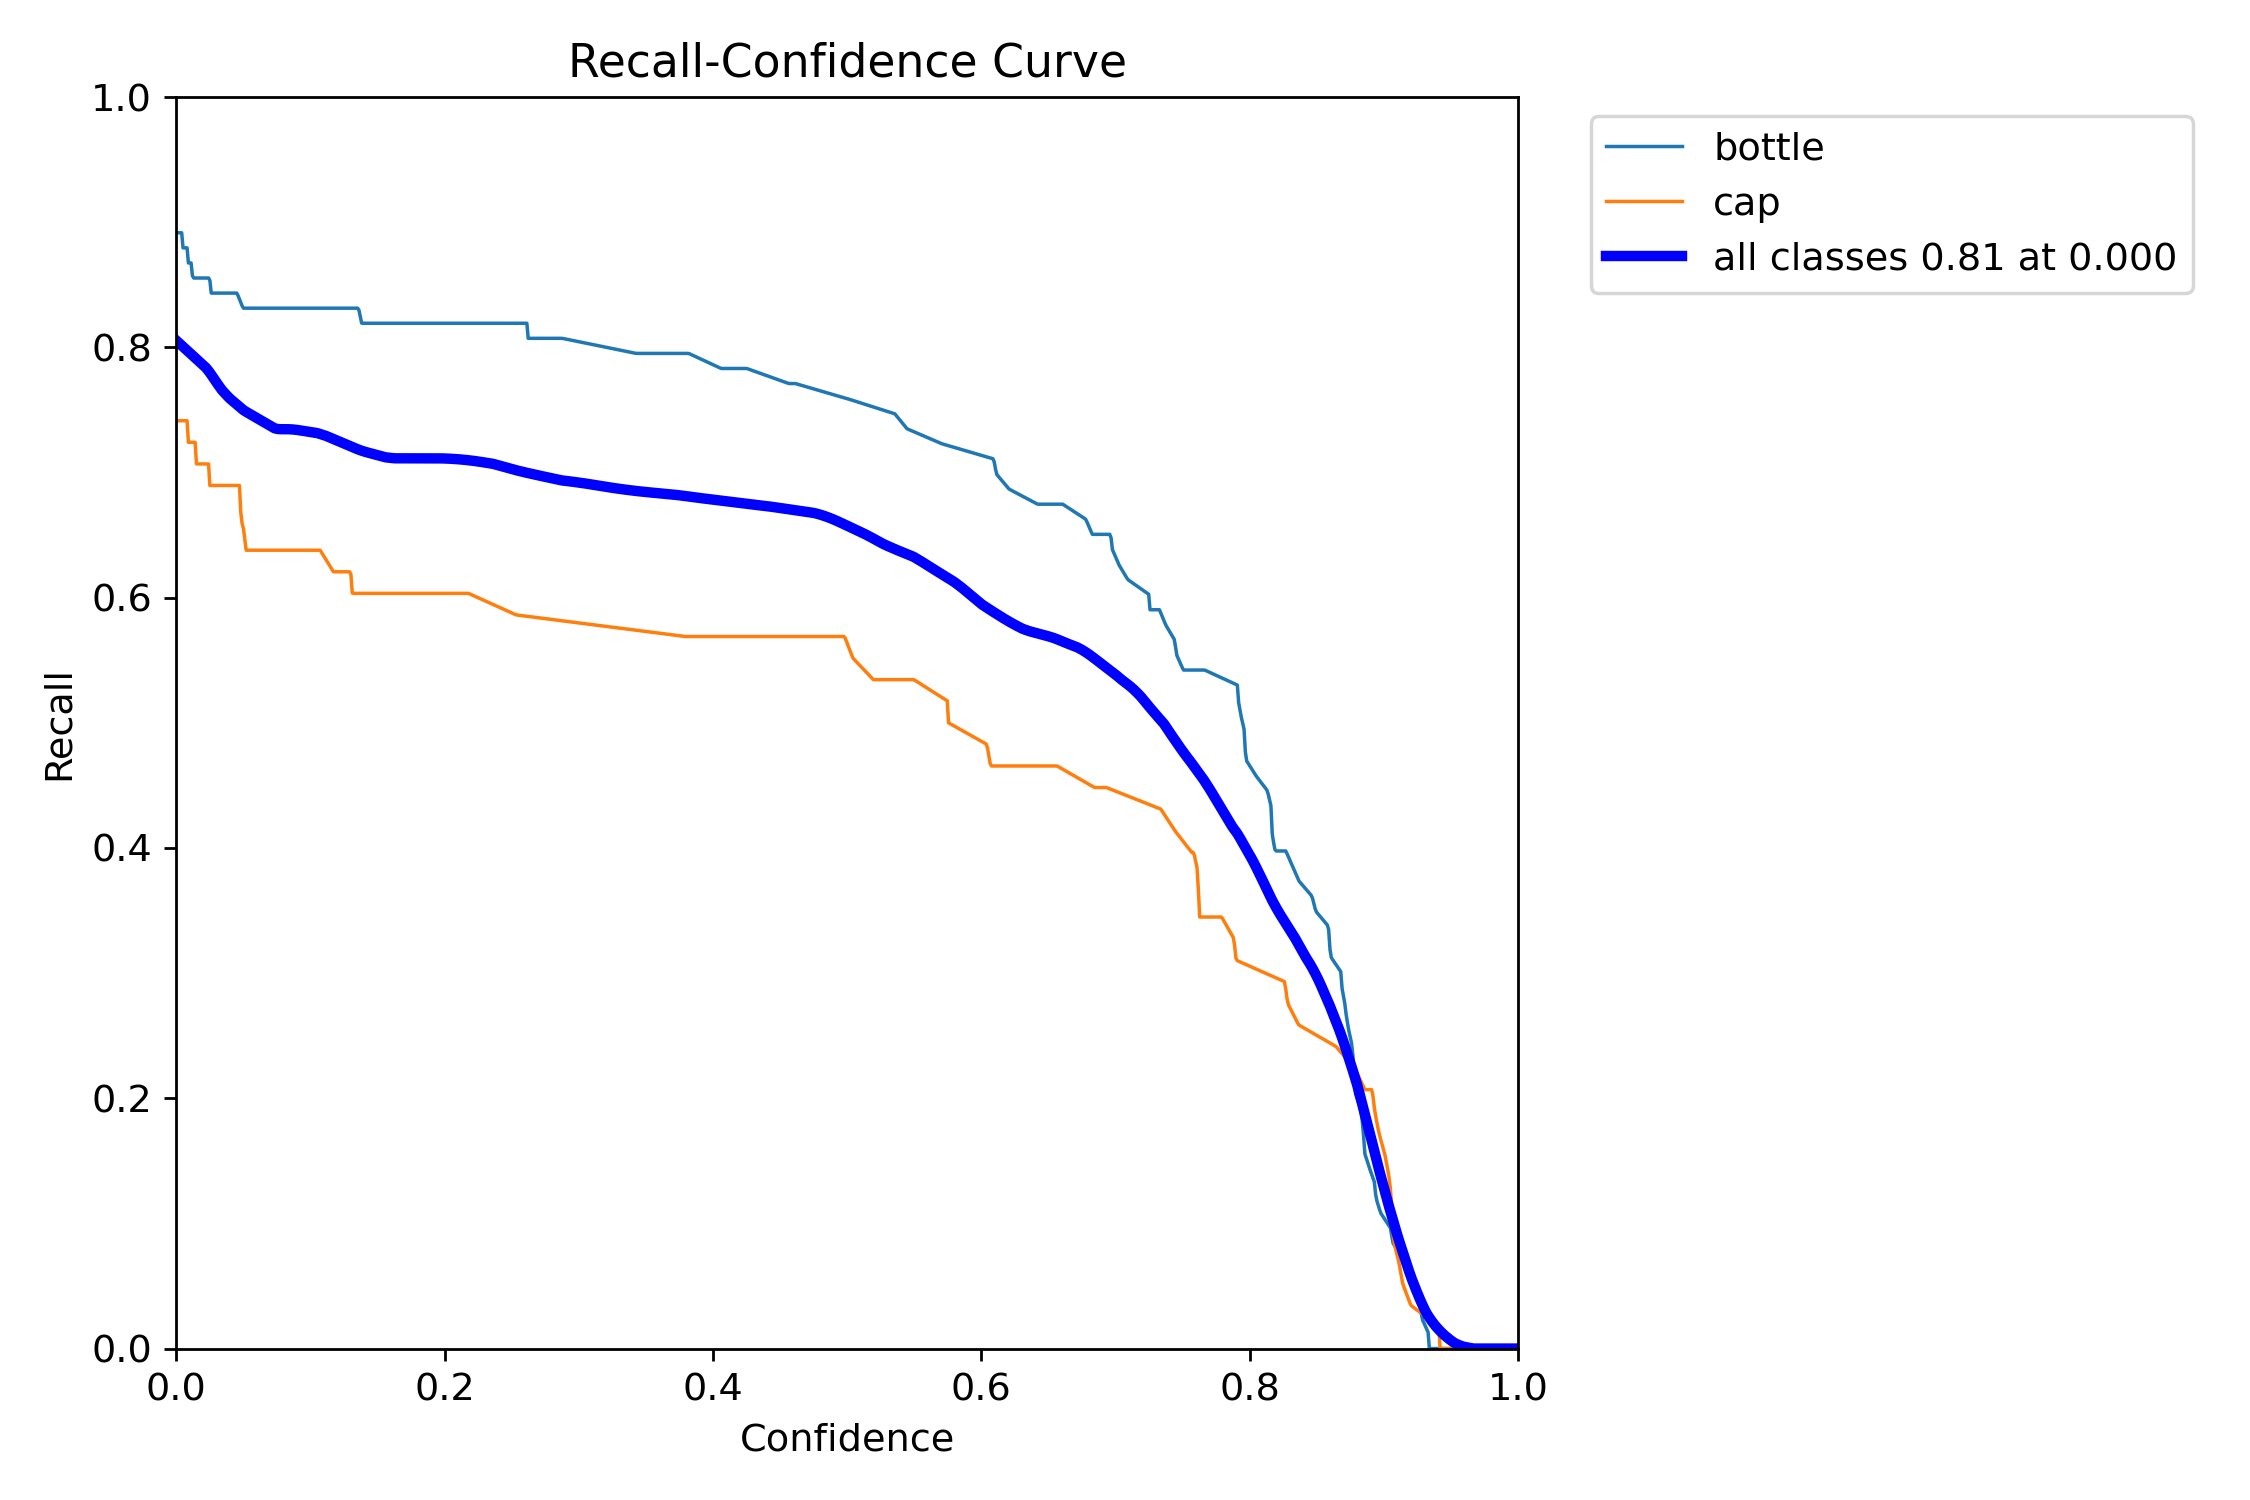 Recall-Confidence Curve
1.0
0.8
0.6
0.4
0.2
0.0
Recall
0.0 0.2 0.4 0.6 0.8 1.0
Confidence
bottle
cap
all classes 0.81 at 0.000